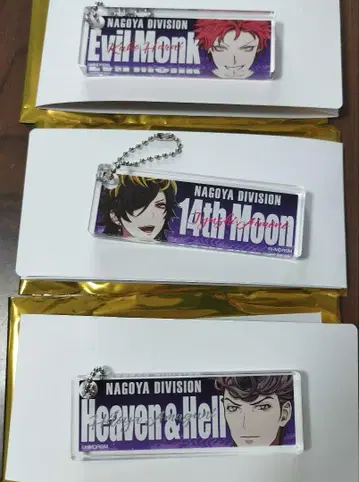 NAGOYA DIVISION
Evil Monk
NAGOYA DIVISION
14th Moon
NAGOYA DIVISION
Heaven & Hell